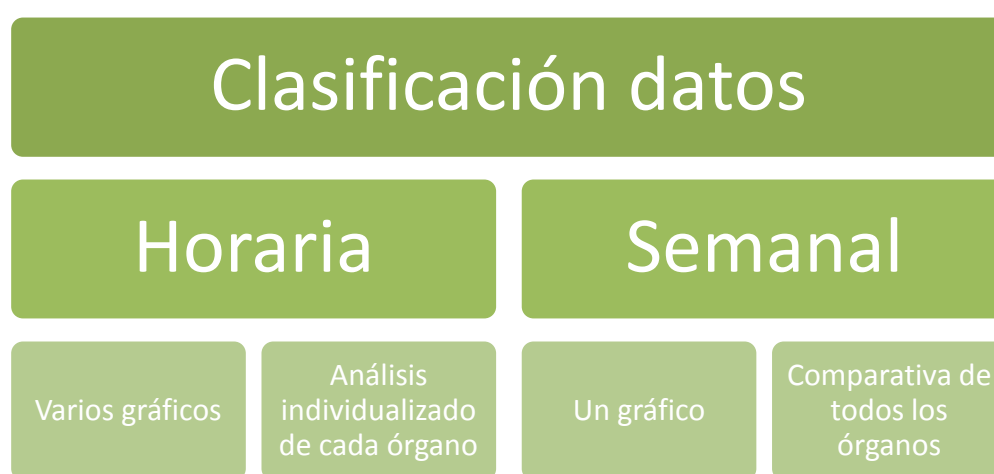 Clasificación datos
Horaria
Semanal
Varios gráficos
Análisis
individualizado
de cada órgano
Un gráfico
Comparativa de
todos los
órganos